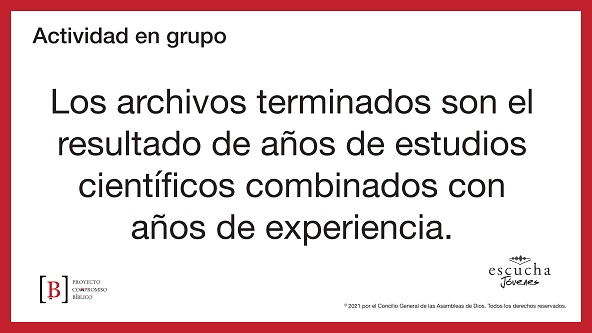 Actividad en grupo
Los archivos terminados son el
resultado de años de estudios
científicos combinados con
años de experiencia.
[B]
PROYECTO
COMPROMISO
BÍBLICO
escucha
Jóvenes
© 2021 por el Concilio General de las Asambleas de Dios. Todos los derechos reservados.